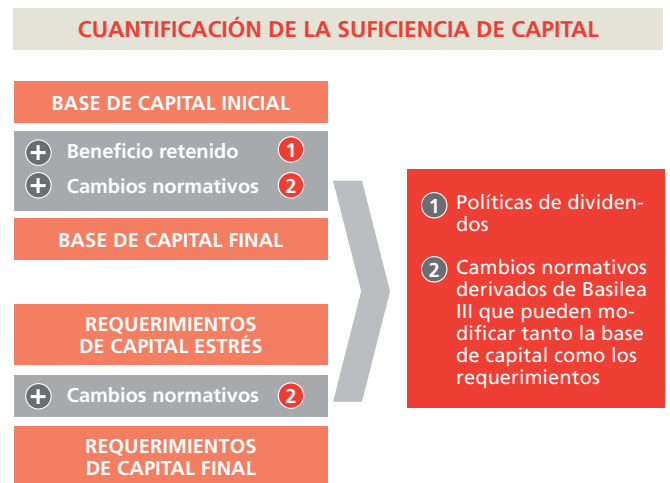 CUANTIFICACIÓN DE LA SUFICIENCIA DE CAPITAL
BASE DE CAPITAL INICIAL
+ Beneficio retenido 1
+ Cambios normativos 2
BASE DE CAPITAL FINAL
REQUERIMIENTOS
DE CAPITAL ESTRÉS
+ Cambios normativos 2
REQUERIMIENTOS
DE CAPITAL FINAL
1 Políticas de dividen-
dos
2 Cambios normativos
derivados de Basilea
III que pueden mo-
dificar tanto la base
de capital como los
requerimientos